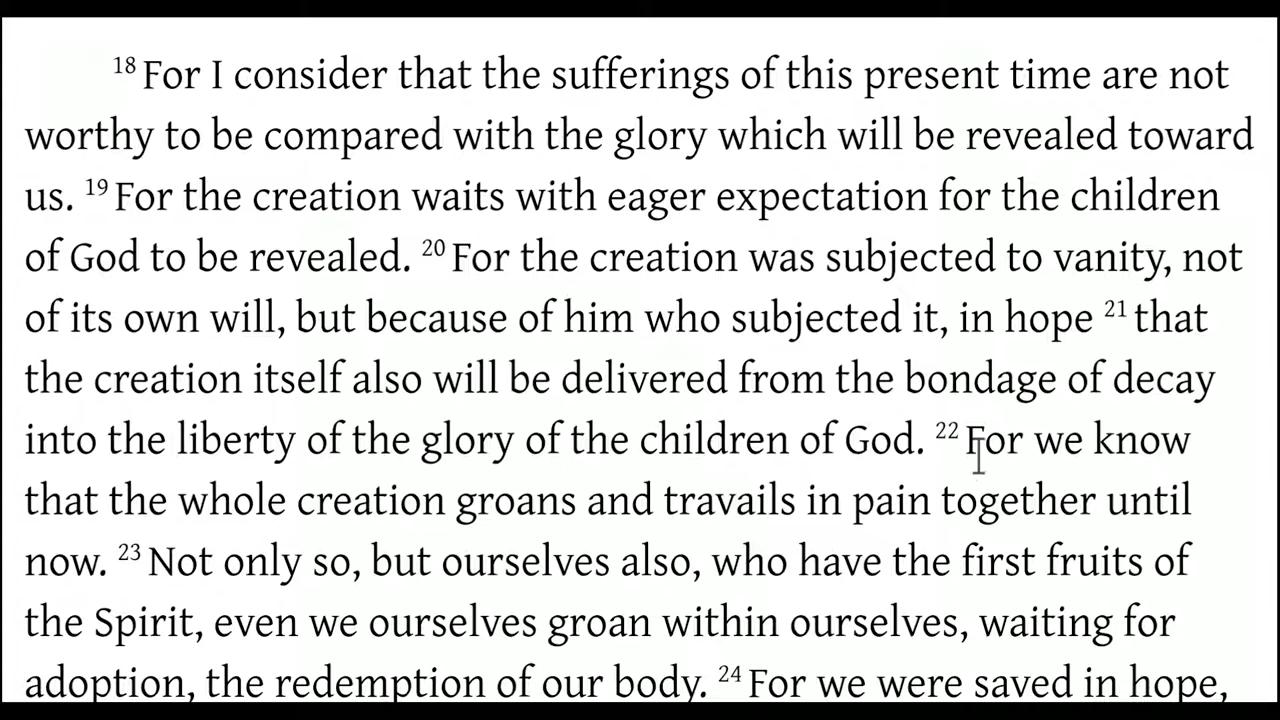 18 For I consider that the sufferings of this present time are not
worthy to be compared with the glory which will be revealed toward
us. 19 For the creation waits with eager expectation for the children
of God to be revealed. 20 For the creation was subjected to vanity, not
of its own will, but because of him who subjected it, in hope 21 that
the creation itself also will be delivered from the bondage of decay
into the liberty of the glory of the children of God. 22 For we know
that the whole creation groans and travails in pain together until
now. 23 Not only so, but ourselves also, who have the first fruits of
the Spirit, even we ourselves groan within ourselves, waiting for
adoption, the redemption of our body. 24 For we were saved in hope,